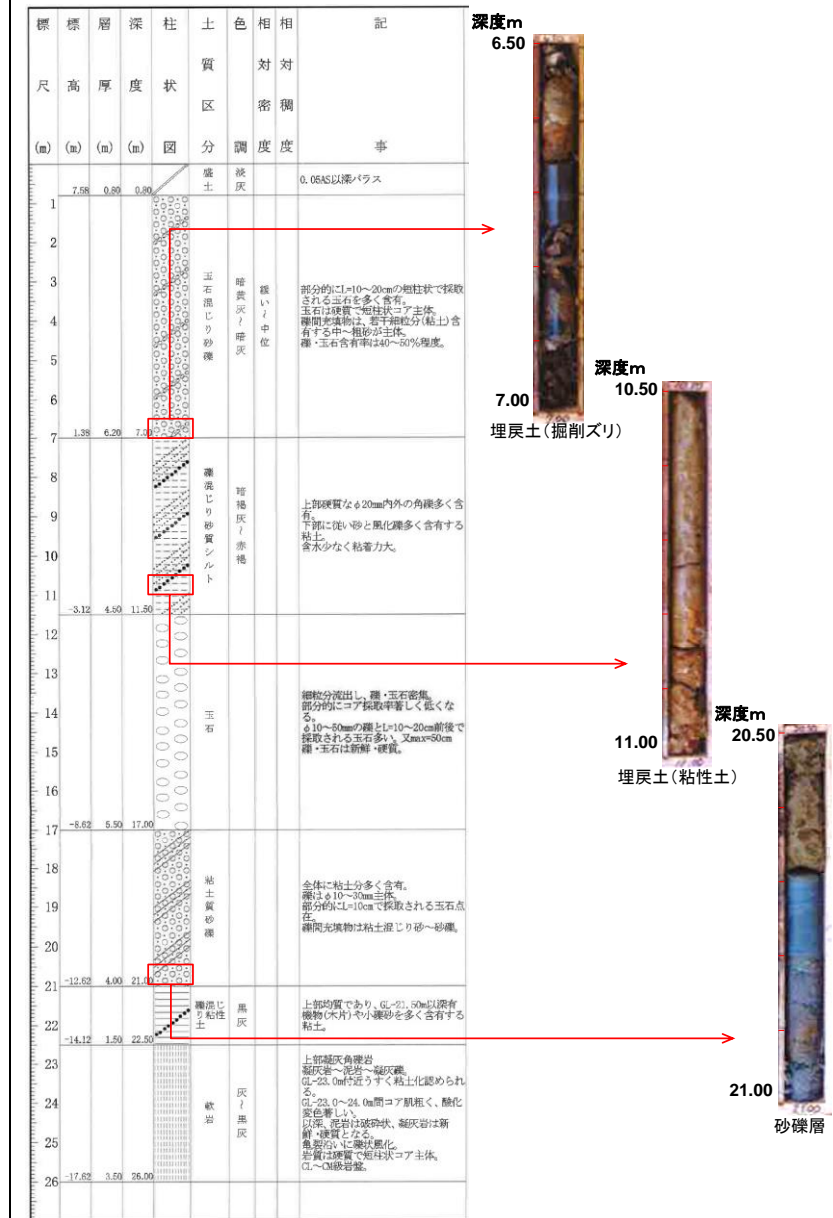 標尺(m)
標高(m)
層厚(m)
深度(m)
柱状図
土質区分
色調
相対密度
相対稠度
記事
盛土
淡灰
0.05AS以深バラス
7.58 0.80 0.80
1
2
3
4
5
6
玉石混じり砂礫
暗黄灰~暗灰
緩い~中位
部分的にL=10~20cmの短柱状で採取
される玉石を多く含有。
玉石は硬質で短柱状コア主体。
礫間充填物は、若干細粒分(粘土)含
有する中~粗砂が主体。
礫・玉石含有率は40~50%程度。
1.38 6.20 7.00
7
8
9
10
11
礫混じり砂質シルト
暗褐灰~赤褐
上部硬質なφ20mm内外の角礫多く含
有。
下部に従い砂と風化礫多く含有する
粘土。
含水少なく粘着力大。
-3.12 4.50 11.50
12
13
14
15
16
玉石
細粒分流出し、礫・玉石密集。
部分的にコア採取率著しく低くな
る。
φ10~50mmの礫とL=10~20cm前後で
採取される玉石多い。又max=50cm
礫・玉石は新鮮・硬質。
-8.62 5.50 17.00
17
18
19
20
粘土質砂礫
全体に粘土分多く含有。
礫はφ10~30mm主体。
部分的にL=10cmで採取される玉石点
在。
礫間充填物は粘土混じり砂~砂礫。
-12.62 4.00 21.00
21
22
礫混じ
り粘性
土
黒灰
上部均質であり、GL-21.50m以深有
機物(木片)や小礫砂を多く含有する
粘土。
-14.12 1.50 22.50
23
24
25
26
軟岩
灰~黒灰
上部凝灰角礫岩
凝灰岩~泥岩~凝灰礫。
GL-23.0m付近うすく粘土化認められ
る。
GL-23.0~24.0m間コア肌粗く、酸化
変色著しい。
以深、泥岩は破砕状、凝灰岩は新
鮮・硬質となる。
亀裂沿いに礫状風化。
岩質は硬質で短柱状コア主体。
CL~CM級岩盤。
-17.62 3.50 26.00
深度m
6.50
7.00
埋戻土(掘削ズリ)
深度m
10.50
11.00
埋戻土(粘性土)
深度m
20.50
21.00
砂礫層